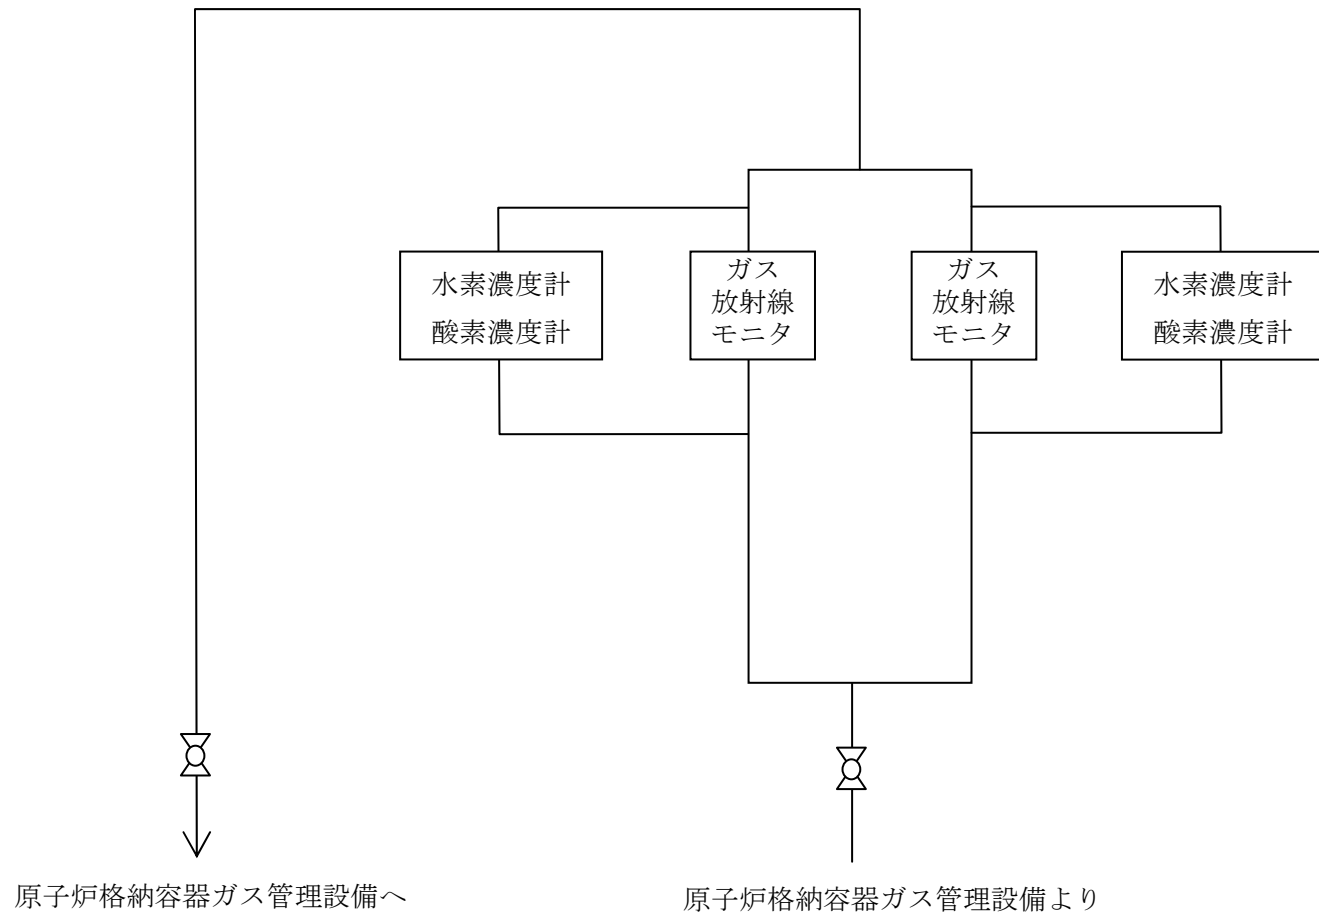 水素濃度計
酸素濃度計
ガス
放射線
モニタ
ガス
放射線
モニタ
水素濃度計
酸素濃度計
原子炉格納容器ガス管理設備へ
原子炉格納容器ガス管理設備より